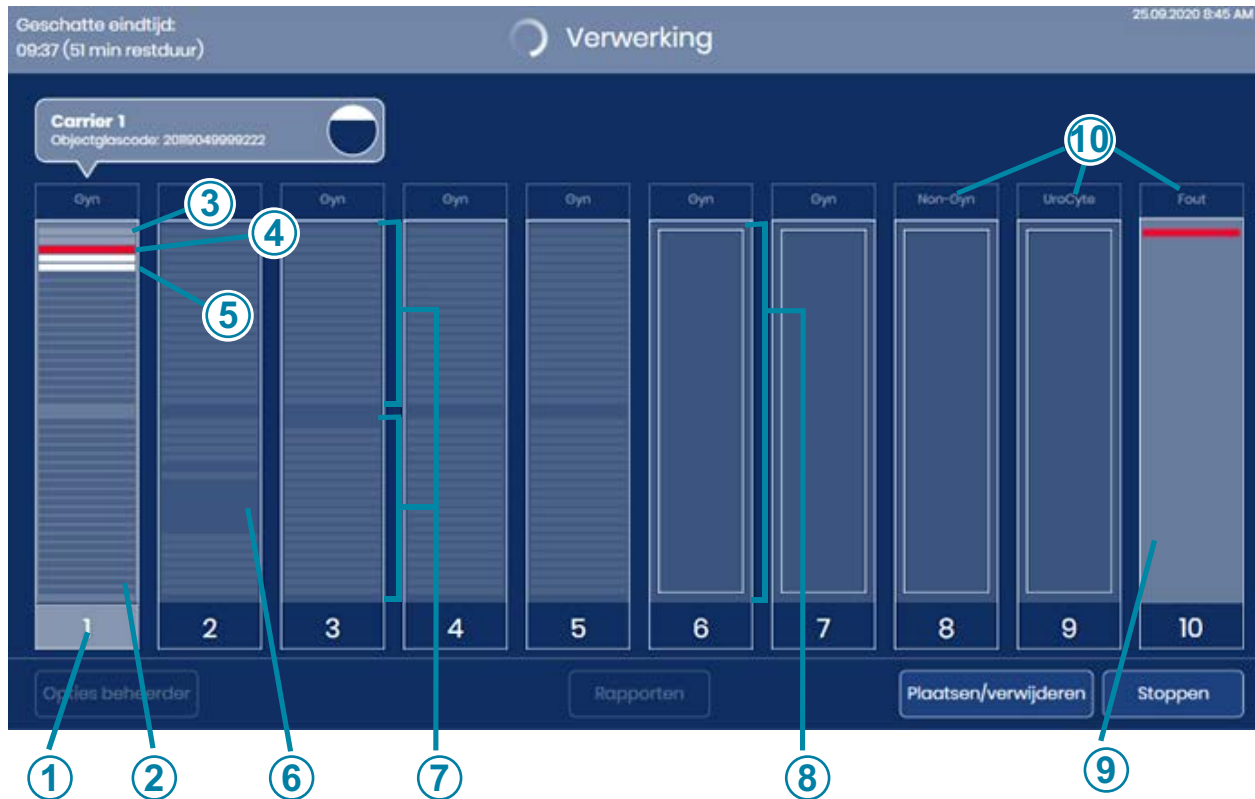 Geschatte eindtijd:
09:37 (51 min restduur)
Verwerking
25.09.2020 8:45 AM
Carrier 1
Objectglascode: 20119049999222
10
Gyn
Gyn
Gyn
Gyn
Gyn
Gyn
Non-Gyn
UroCyte
Fout
3
4
5
1
2
3
4
5
6
7
8
9
10
Opties beheerder
Rapporten
Plaatsen/verwijderen
Stoppen
1
2
6
7
8
9